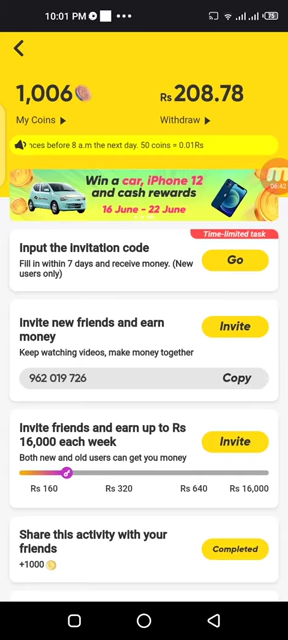 10:01 PM
75
1,006
Rs 208.78
My Coins
Withdraw
nces before 8 a.m the next day. 50 coins = 0.01Rs
Win a car, iPhone 12
and cash rewards
16 June - 22 June
06:42
Time-limited task
Input the Invitation code
Fill in within 7 days and receive money. (New
users only)
Go
Invite new friends and earn
money
Invite
Keep watching videos, make money together
962 019 726
Copy
Invite friends and earn up to Rs
16,000 each week
Invite
Both new and old users can get you money
Rs 160
Rs 320
Rs 640
Rs 16,000
Share this activity with your
friends
Completed
+1000